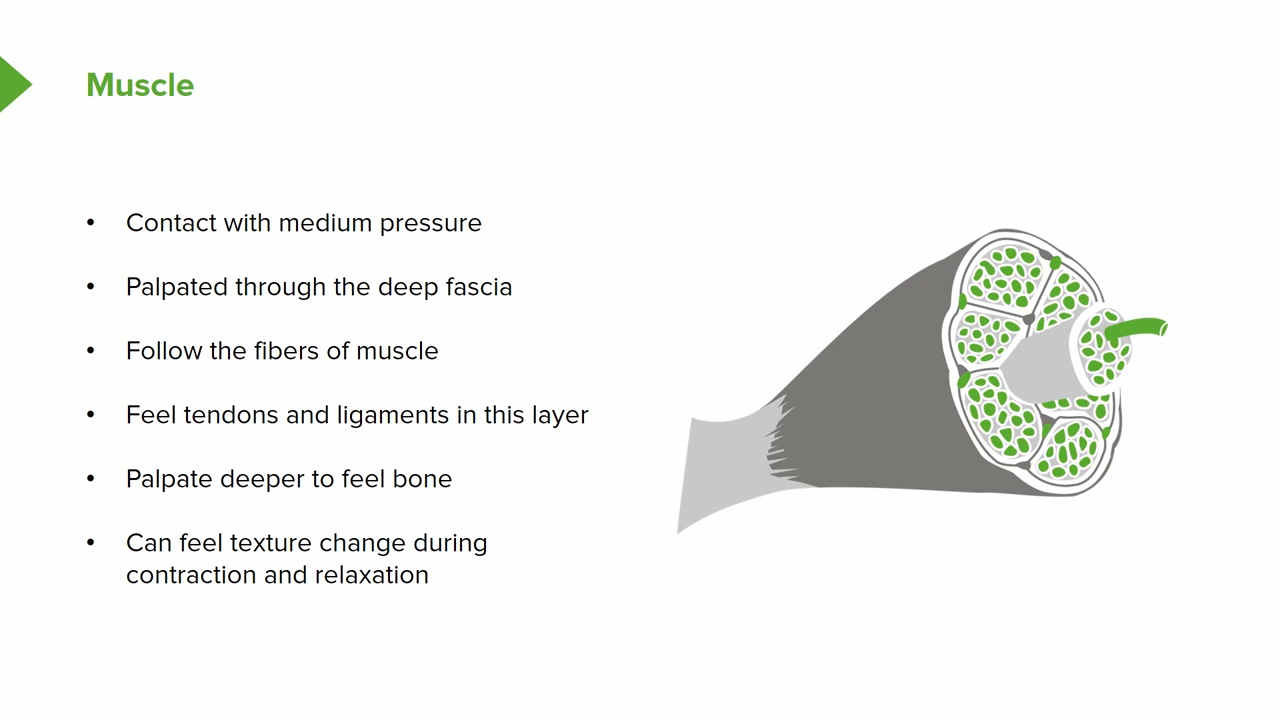 Muscle
• Contact with medium pressure
• Palpated through the deep fascia
• Follow the fibers of muscle
• Feel tendons and ligaments in this layer
• Palpate deeper to feel bone
• Can feel texture change during
contraction and relaxation